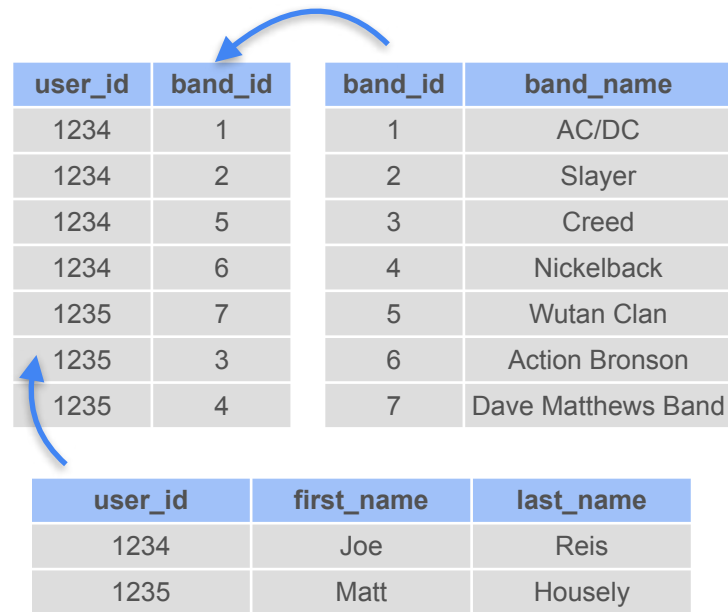 user_id band_id band_id band_name
1234 1 1 AC/DC
1234 2 2 Slayer
1234 5 3 Creed
1234 6 4 Nickelback
1235 7 5 Wutan Clan
1235 3 6 Action Bronson
1235 4 7 Dave Matthews Band
user_id first_name last_name
1234 Joe Reis
1235 Matt Housely